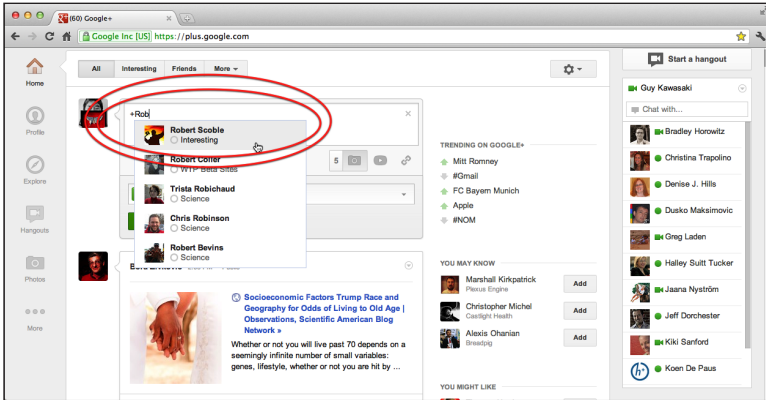 (60) Google+
Google Inc [US] https://plus.google.com
Home
Profile
Explore
Hangouts
Photos
More
All Interesting Friends More
+Rob
Robert Scoble
Interesting
Robert Coller
WTP Beta Sites
Trista Robichaud
Science
Chris Robinson
Science
Robert Bevins
Science
5
Socioeconomic Factors Trump Race and
Geography for Odds of Living to Old Age |
Observations, Scientific American Blog
Network »
Whether or not you will live past 70 depends on a
seemingly infinite number of small variables:
genes, lifestyle, whether or not you are hit by ...
TRENDING ON GOOGLE+
Mitt Romney
#Gmail
FC Bayern Munich
Apple
#NOM
YOU MAY KNOW
Marshall Kirkpatrick
Plexus Engine
Add
Christopher Michel
Castlight Health
Add
Alexis Ohanian
Breadpig
Add
YOU MIGHT LIKE
Start a hangout
Guy Kawasaki
Chat with...
Bradley Horowitz
Christina Trapolino
Denise J. Hills
Dusko Maksimovic
Greg Laden
Halley Suitt Tucker
Jaana Nyström
Jeff Dorchester
Kiki Sanford
Koen De Paus